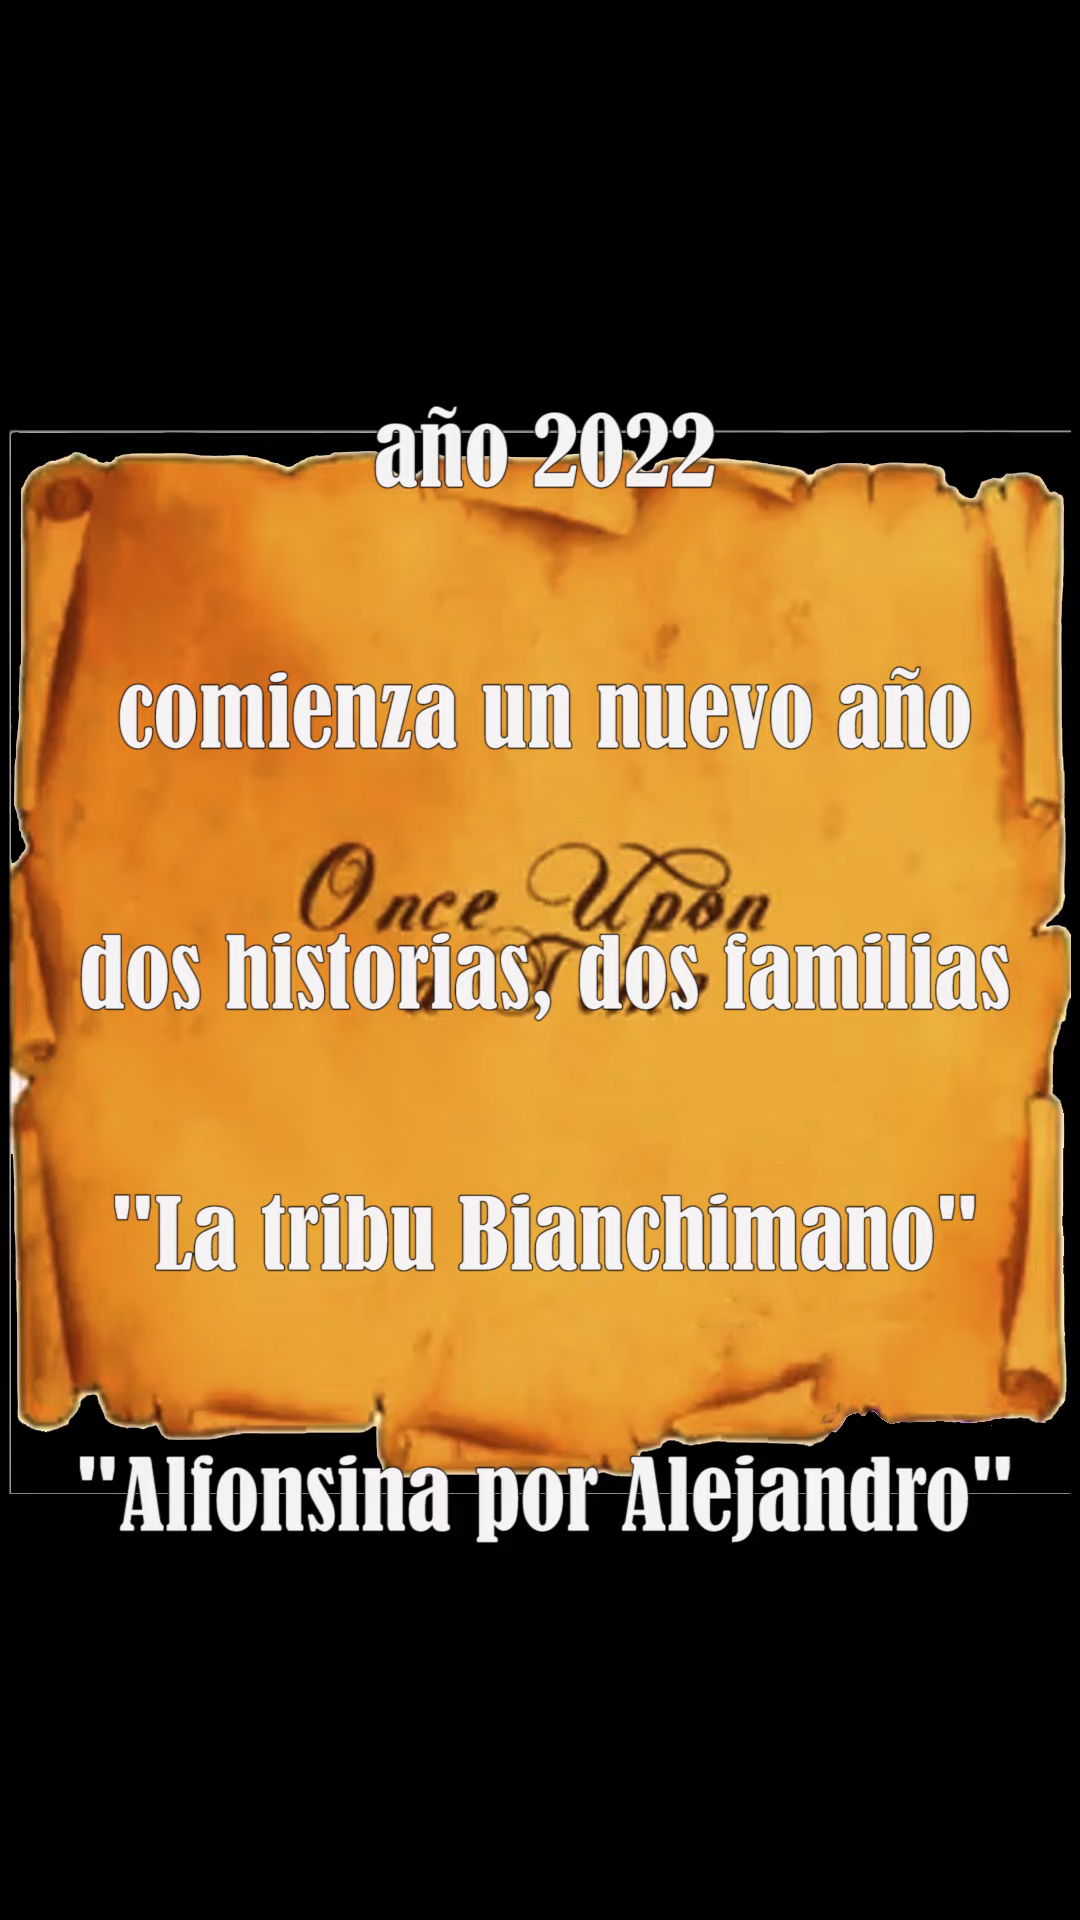 año 2022
comienza un nuevo año
Once Upon
dos historias, dos familias
"La tribu Bianchimano"
"Alfonsina por Alejandro"